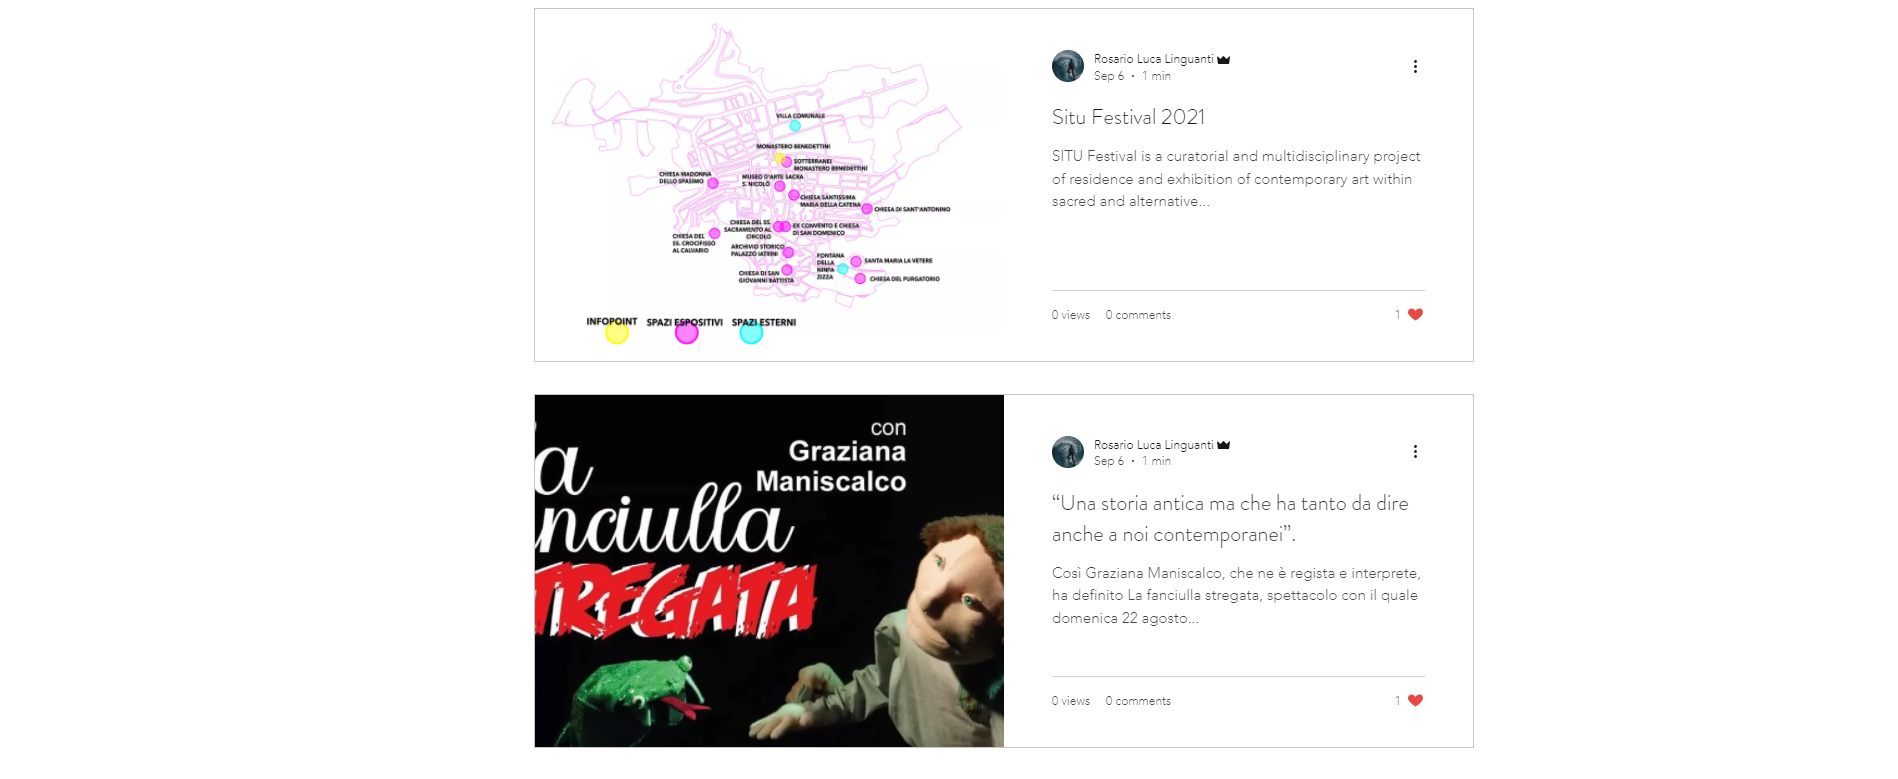 VILLA COMUNALE
MONASTERO BENEDETTINI
SOTTERRANEI
MONASTERO BENEDETTINI
CHIESA MADONNA
DELLO SPASIMO
MUSEO D'ARTE SACRA
S. NICOLÒ
CHIESA SANTISSIMA
MARIA DELLA CATENA
CHIESA DI SANT'ANTONINO
CHIESA DEL SS.
SACRAMENTO AL
CIRCOLO
EX CONVENTO E CHIESA
DI SAN DOMENICO
CHIESA DEL
SS. CROCIFISSO
AL CALVARIO
ARCHIVIO STORICO
PALAZZO IATRINI
FONTANA
DELLA
NINFA
ZIZZA
SANTA MARIA LA VETERE
CHIESA DI SAN
GIOVANNI BATTISTA
CHIESA DEL PURGATORIO
INFOPOINT SPAZI ESPOSITIVI SPAZI ESTERNI
Rosario Luca Linguanti
Sep 6 · 1 min
Situ Festival 2021
SITU Festival is a curatorial and multidisciplinary project
of residence and exhibition of contemporary art within
sacred and alternative...
0 views 0 comments 1
con
Graziana
Maniscalco
a
nciulla
TREGATA
Rosario Luca Linguanti
Sep 6 · 1 min
“Una storia antica ma che ha tanto da dire
anche a noi contemporanei”.
Così Graziana Maniscalco, che ne è regista e interprete,
ha definito La fanciulla stregata, spettacolo con il quale
domenica 22 agosto...
0 views 0 comments 1